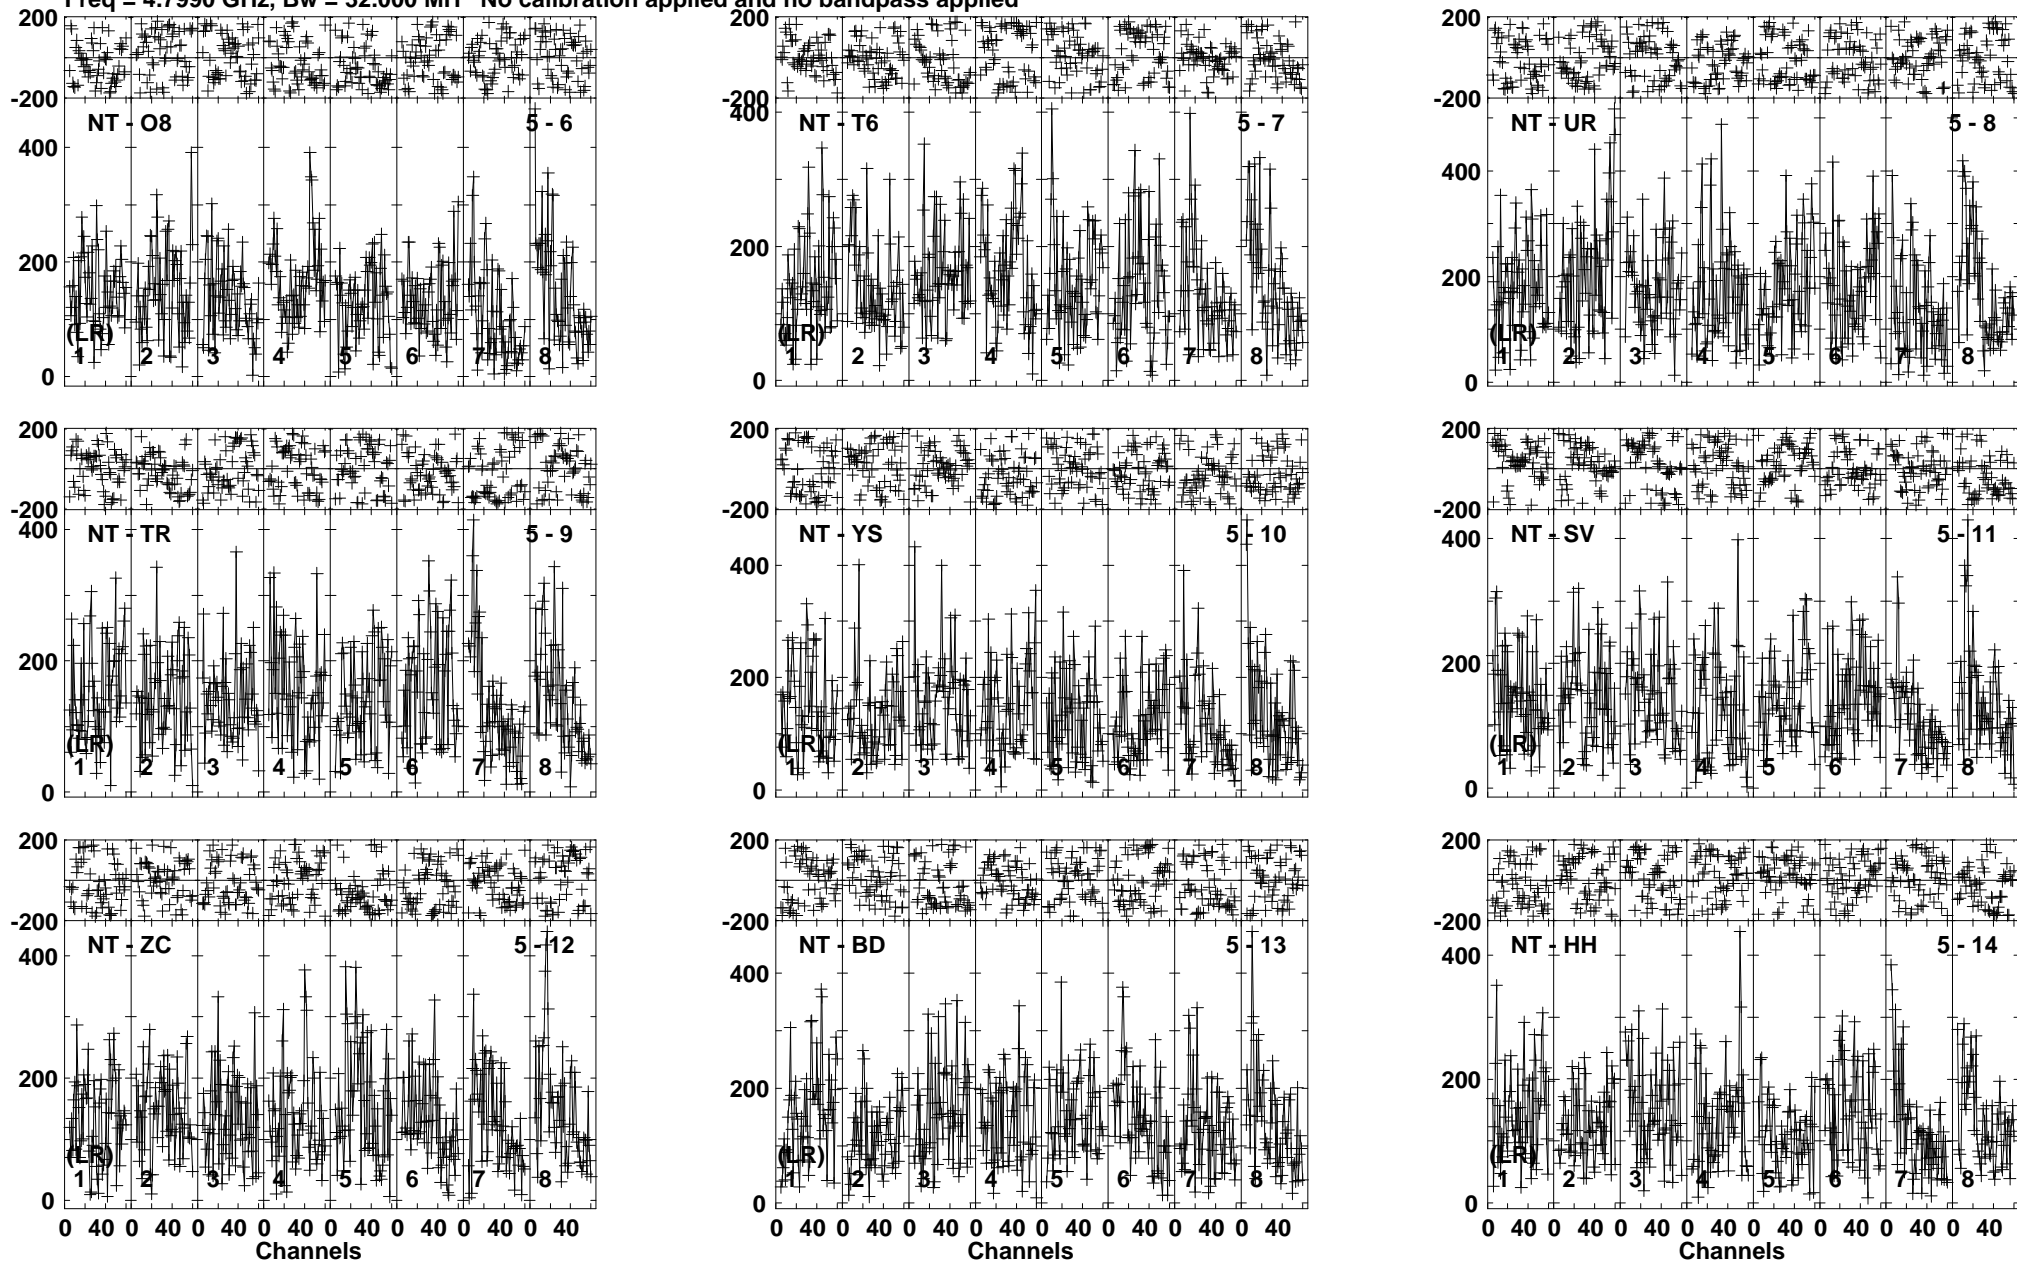 Freq = 4.7990 GHz, Bw = 32.000 MH No calibration applied and no bandpass applied
200 200 200
-200 -200 -200
NT - O8 5 - 6 NT - T6 5 - 7 NT - UR 5 - 8
400 400 400
200 200 200
(LR) (LR) (LR)
1 2 3 4 5 6 7 8 1 2 3 4 5 6 7 8 1 2 3 4 5 6 7 8
0 0 0
200 200 200
-200 -200 -200
NT - TR 5 - 9 NT - YS 5 - 10 NT - SV 5 - 11
400 400 400
200 200 200
(LR) (LR) (LR)
1 2 3 4 5 6 7 8 1 2 3 4 5 6 7 8 1 2 3 4 5 6 7 8
0 0 0
200 200 200
-200 -200 -200
NT - ZC 5 - 12 NT - BD 5 - 13 NT - HH 5 - 14
400 400 400
200 200 200
(LR) (LR) (LR)
1 2 3 4 5 6 7 8 1 2 3 4 5 6 7 8 1 2 3 4 5 6 7 8
0 0 0
0 40 0 40 0 40 0 40 0 40 0 40 0 40 0 40 0 40 0 40 0 40 0 40 0 40 0 40 0 40 0 40 0 40 0 40 0 40 0 40 0 40 0 40 0 40 0 40
Channels Channels